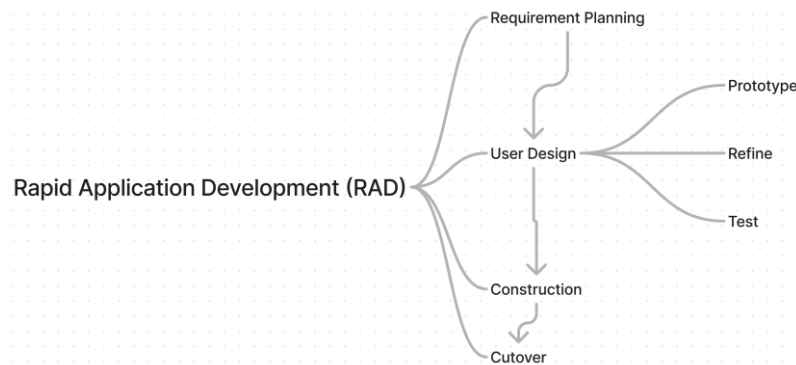 Requirement Planning
Prototype
User Design
Refine
Rapid Application Development (RAD)
Test
Construction
Cutover